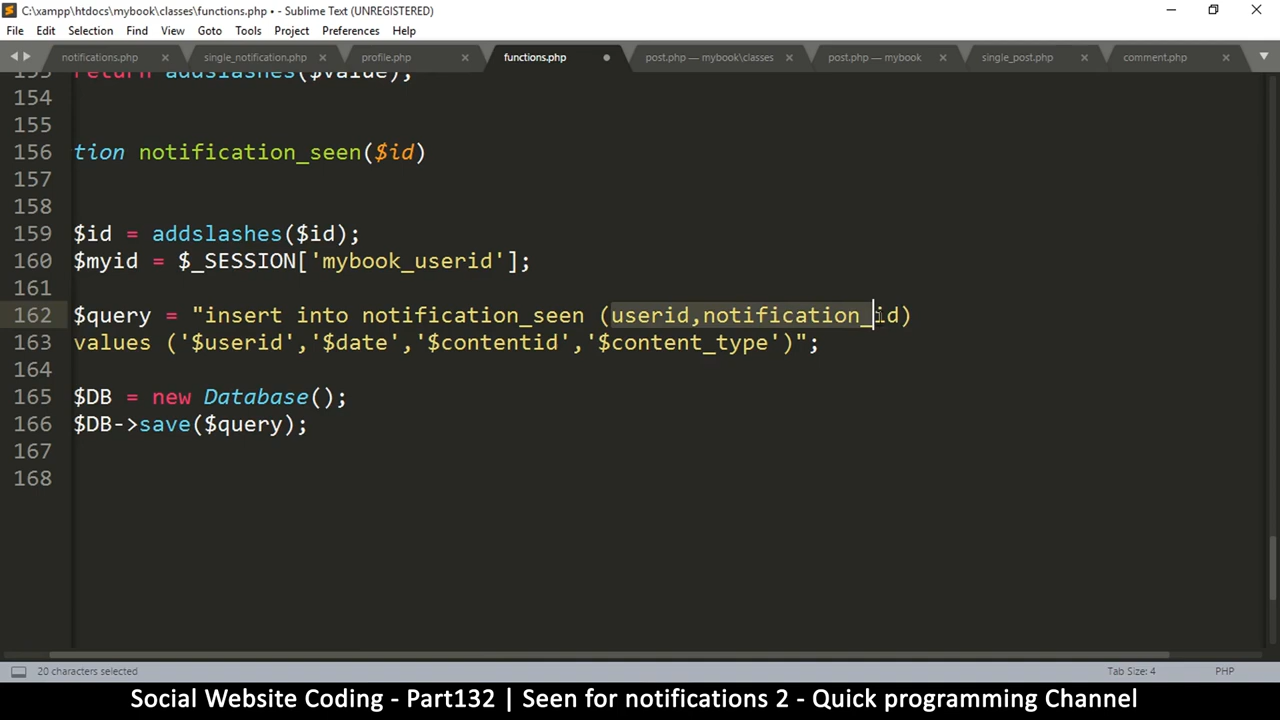 C:\xampp\htdocs\mybook\classes\functions.php • - Sublime Text (UNREGISTERED)
File Edit Selection Find View Goto Tools Project Preferences Help
notifications.php single_notification.php profile.php functions.php post.php — mybook\classes post.php — mybook single_post.php comment.php
153 return addslashes($value);
154
155
156 tion notification_seen($id)
157
158
159 $id = addslashes($id);
160 $myid = $_SESSION['mybook_userid'];
161
162 $query = "insert into notification_seen (userid,notification_id)
163 values ('$userid','$date','$contentid','$content_type')";
164
165 $DB = new Database();
166 $DB->save($query);
167
168
20 characters selected Tab Size: 4 PHP
Social Website Coding - Part132 | Seen for notifications 2 - Quick programming Channel